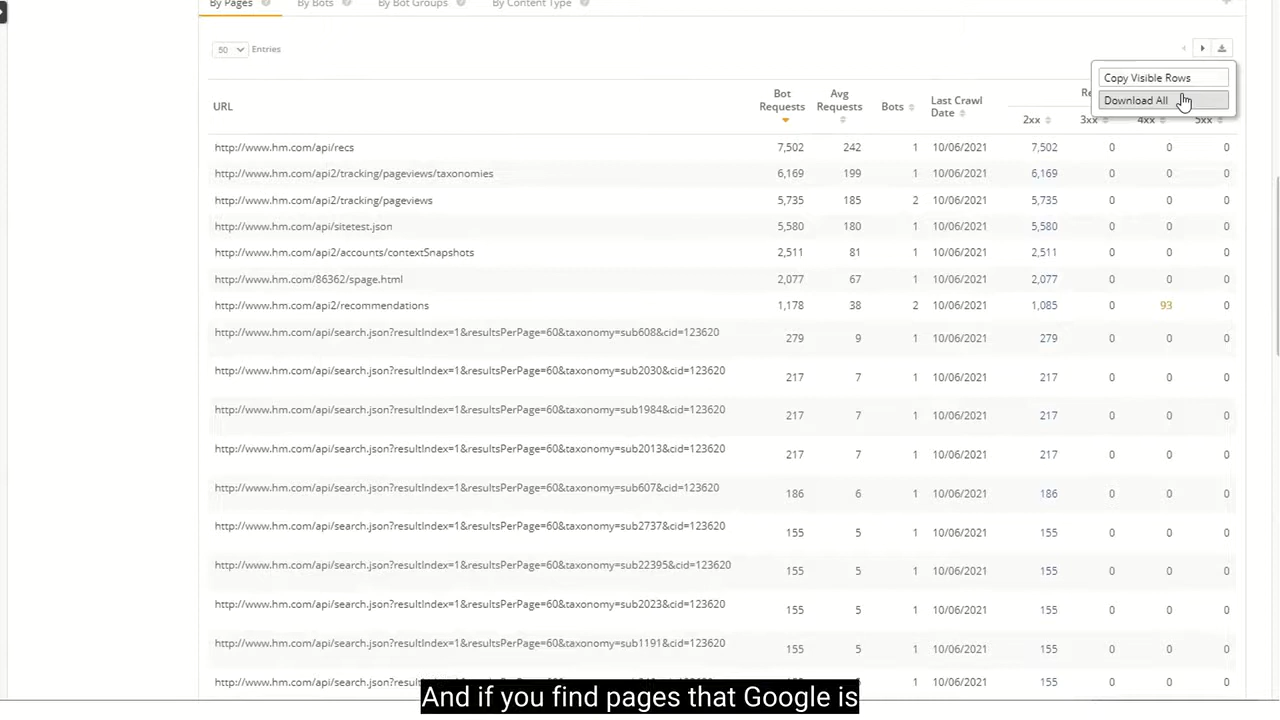 By Pages By Bots By Bot Groups By Content Type
50 Entries
Copy Visible Rows
Download All
URL Bot Requests Avg Requests Bots Last Crawl Date Re 2xx 3xx 4xx 5xx
http://www.hm.com/api/recs 7,502 242 1 10/06/2021 7,502 0 0 0
http://www.hm.com/api2/tracking/pageviews/taxonomies 6,169 199 1 10/06/2021 6,169 0 0 0
http://www.hm.com/api2/tracking/pageviews 5,735 185 2 10/06/2021 5,735 0 0 0
http://www.hm.com/api/sitetest.json 5,580 180 1 10/06/2021 5,580 0 0 0
http://www.hm.com/api2/accounts/contextSnapshots 2,511 81 1 10/06/2021 2,511 0 0 0
http://www.hm.com/86362/spage.html 2,077 67 1 10/06/2021 2,077 0 0 0
http://www.hm.com/api2/recommendations 1,178 38 2 10/06/2021 1,085 0 93 0
http://www.hm.com/api/search.json?resultIndex=1&resultsPerPage=60&taxonomy=sub608&cid=123620 279 9 1 10/06/2021 279 0 0 0
http://www.hm.com/api/search.json?resultIndex=1&resultsPerPage=60&taxonomy=sub2030&cid=123620 217 7 1 10/06/2021 217 0 0 0
http://www.hm.com/api/search.json?resultIndex=1&resultsPerPage=60&taxonomy=sub1984&cid=123620 217 7 1 10/06/2021 217 0 0 0
http://www.hm.com/api/search.json?resultIndex=1&resultsPerPage=60&taxonomy=sub2013&cid=123620 217 7 1 10/06/2021 217 0 0 0
http://www.hm.com/api/search.json?resultIndex=1&resultsPerPage=60&taxonomy=sub607&cid=123620 186 6 1 10/06/2021 186 0 0 0
http://www.hm.com/api/search.json?resultIndex=1&resultsPerPage=60&taxonomy=sub2737&cid=123620 155 5 1 10/06/2021 155 0 0 0
http://www.hm.com/api/search.json?resultIndex=1&resultsPerPage=60&taxonomy=sub22395&cid=123620 155 5 1 10/06/2021 155 0 0 0
http://www.hm.com/api/search.json?resultIndex=1&resultsPerPage=60&taxonomy=sub2023&cid=123620 155 5 1 10/06/2021 155 0 0 0
http://www.hm.com/api/search.json?resultIndex=1&resultsPerPage=60&taxonomy=sub1191&cid=123620 155 5 1 10/06/2021 155 0 0 0
And if you find pages that Google is